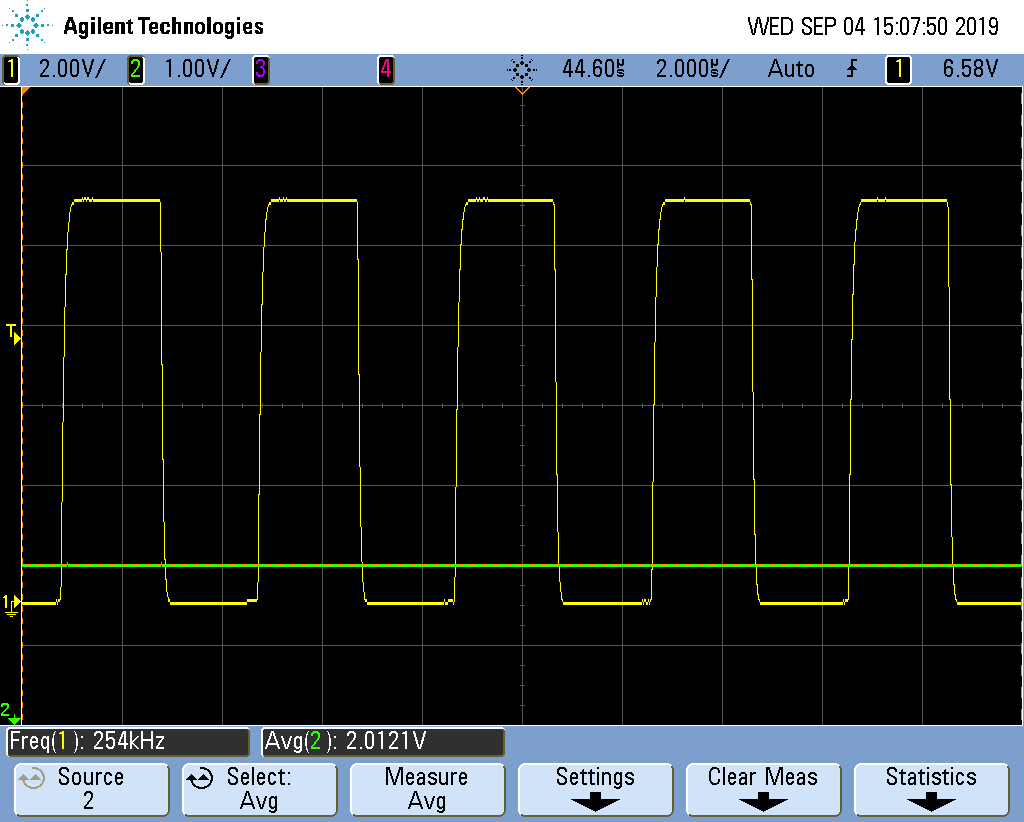 Agilent Technologies WED SEP 04 15:07:50 2019
1 2.00V/ 2 1.00V/ 3 4 44.60µs 2.000µs/ Auto 1 6.58V
T
1
2
Freq(1): 254kHz Avg(2): 2.0121V
Source Select: Measure Settings Clear Meas Statistics
2 Avg Avg